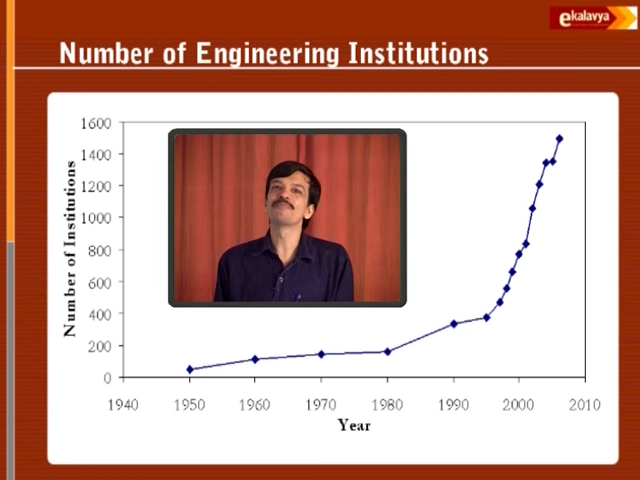 ekalavya
Number of Engineering Institutions
1600
1400
1200
1000
800
600
400
200
0
Number of Institutions
1940 1950 1960 1970 1980 1990 2000 2010
Year